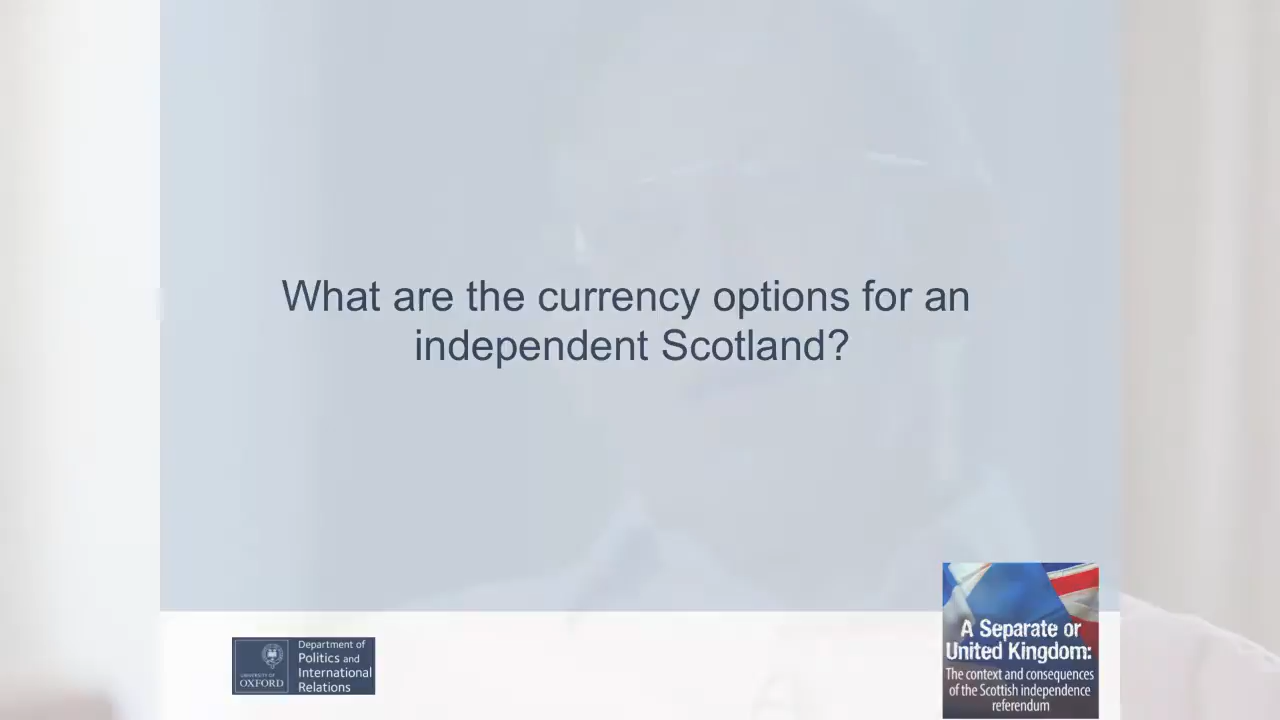 What are the currency options for an
independent Scotland?
UNIVERSITY OF
OXFORD
Department of
Politics and
International
Relations
A Separate or
United Kingdom:
The context and consequences
of the Scottish independence
referendum